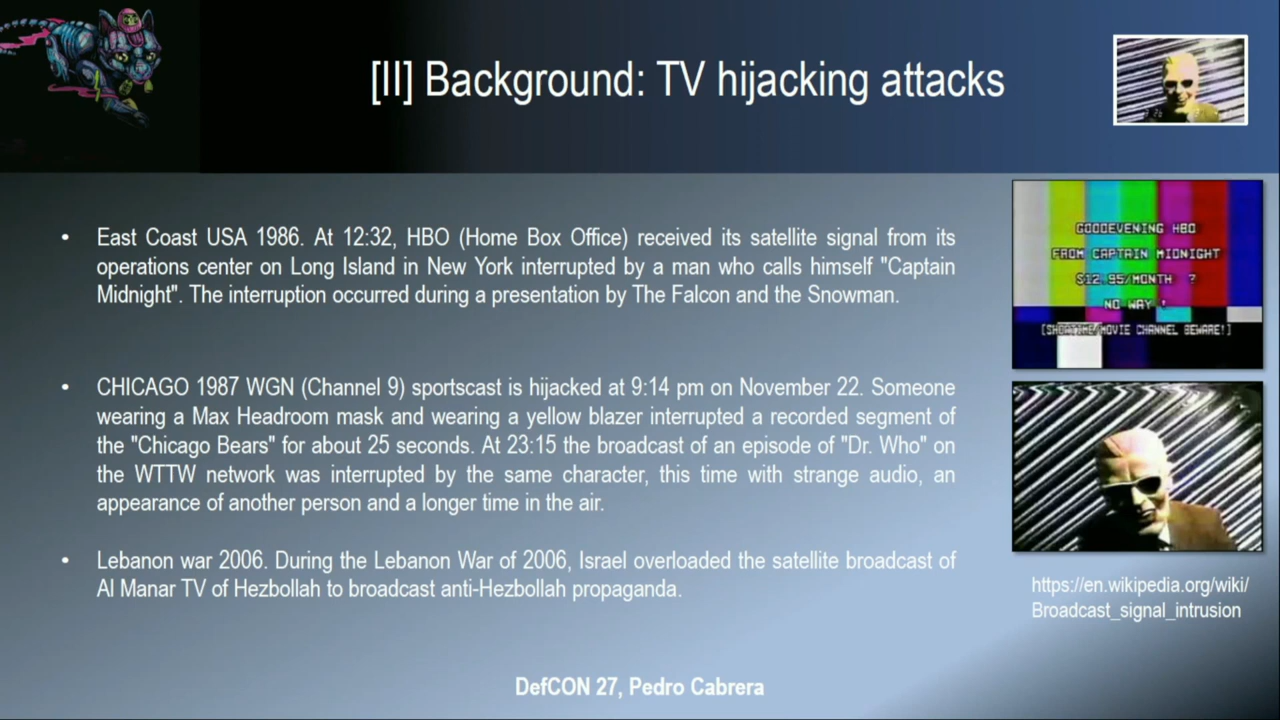 [II] Background: TV hijacking attacks
• East Coast USA 1986. At 12:32, HBO (Home Box Office) received its satellite signal from its
operations center on Long Island in New York interrupted by a man who calls himself "Captain
Midnight". The interruption occurred during a presentation by The Falcon and the Snowman.
• CHICAGO 1987 WGN (Channel 9) sportscast is hijacked at 9:14 pm on November 22. Someone
wearing a Max Headroom mask and wearing a yellow blazer interrupted a recorded segment of
the "Chicago Bears" for about 25 seconds. At 23:15 the broadcast of an episode of "Dr. Who" on
the WTTW network was interrupted by the same character, this time with strange audio, an
appearance of another person and a longer time in the air.
• Lebanon war 2006. During the Lebanon War of 2006, Israel overloaded the satellite broadcast of
Al Manar TV of Hezbollah to broadcast anti-Hezbollah propaganda.
GOODEVENING HBO
FROM CAPTAIN MIDNIGHT
$12.95/MONTH ?
NO WAY !
[SHOWTIME/MOVIE CHANNEL BEWARE!]
https://en.wikipedia.org/wiki/
Broadcast_signal_intrusion
DefCON 27, Pedro Cabrera